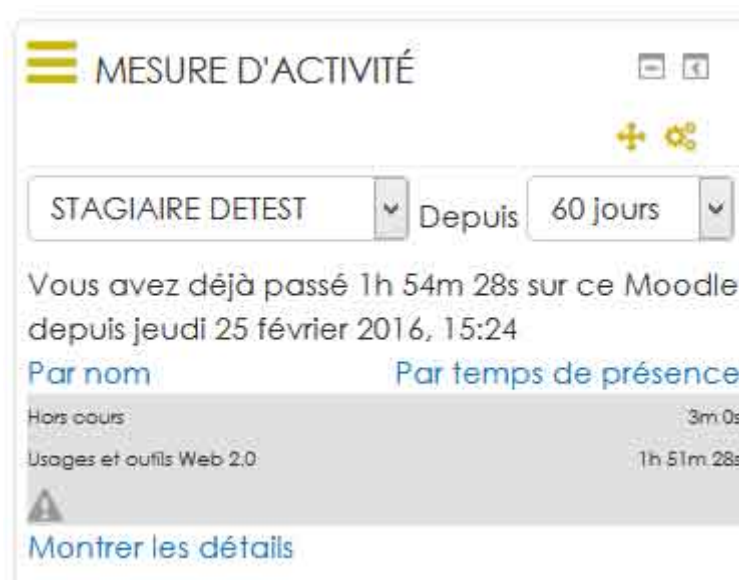 MESURE D'ACTIVITÉ
STAGIAIRE DETEST Depuis 60 jours
Vous avez déjà passé 1h 54m 28s sur ce Moodle
depuis jeudi 25 février 2016, 15:24
Par nom Par temps de présence
Hors cours 3m 0s
Usages et outils Web 2.0 1h 51m 28s
Montrer les détails